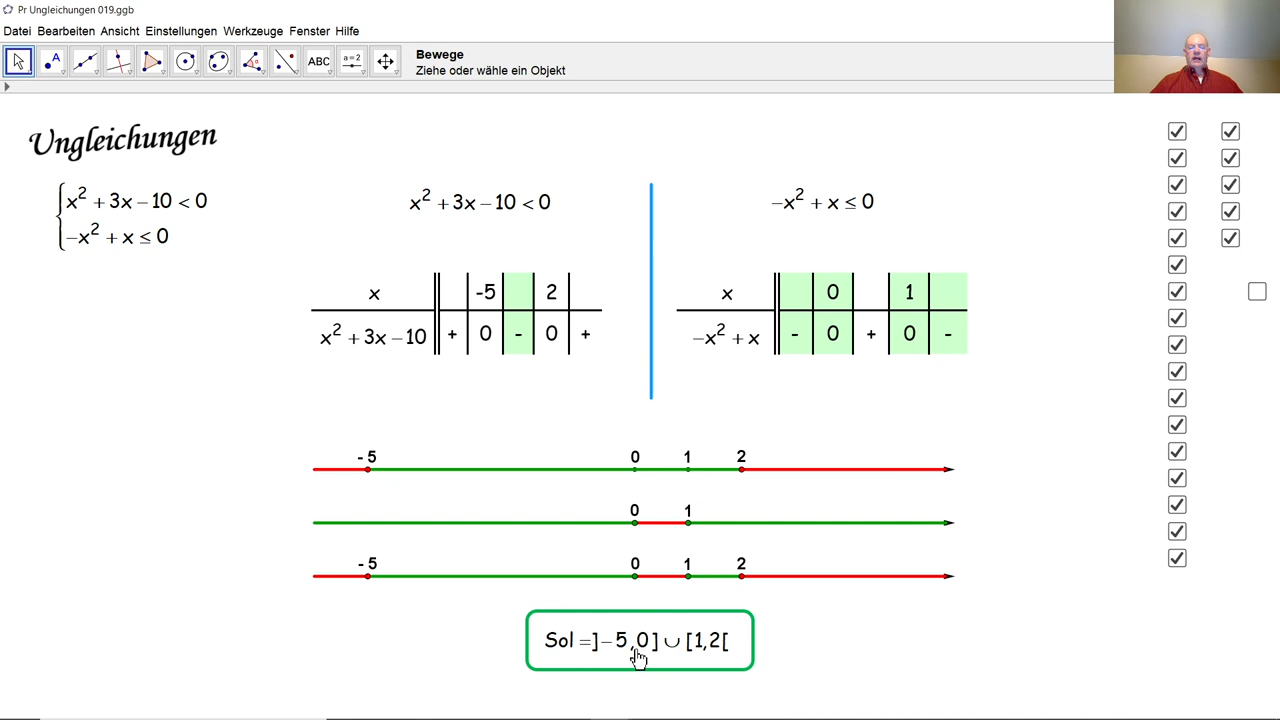 Pr Ungleichungen 019.ggb
Datei Bearbeiten Ansicht Einstellungen Werkzeuge Fenster Hilfe
A
ABC
a=2
Bewege
Ziehe oder wähle ein Objekt
Ungleichungen
x² + 3x − 10 < 0
−x² + x ≤ 0
x² + 3x − 10 < 0
x -5 2
x² + 3x − 10 + 0 - 0 +
−x² + x ≤ 0
x 0 1
−x² + x - 0 + 0 -
- 5 0 1 2
0 1
- 5 0 1 2
Sol =]−5,0] ∪ [1,2[